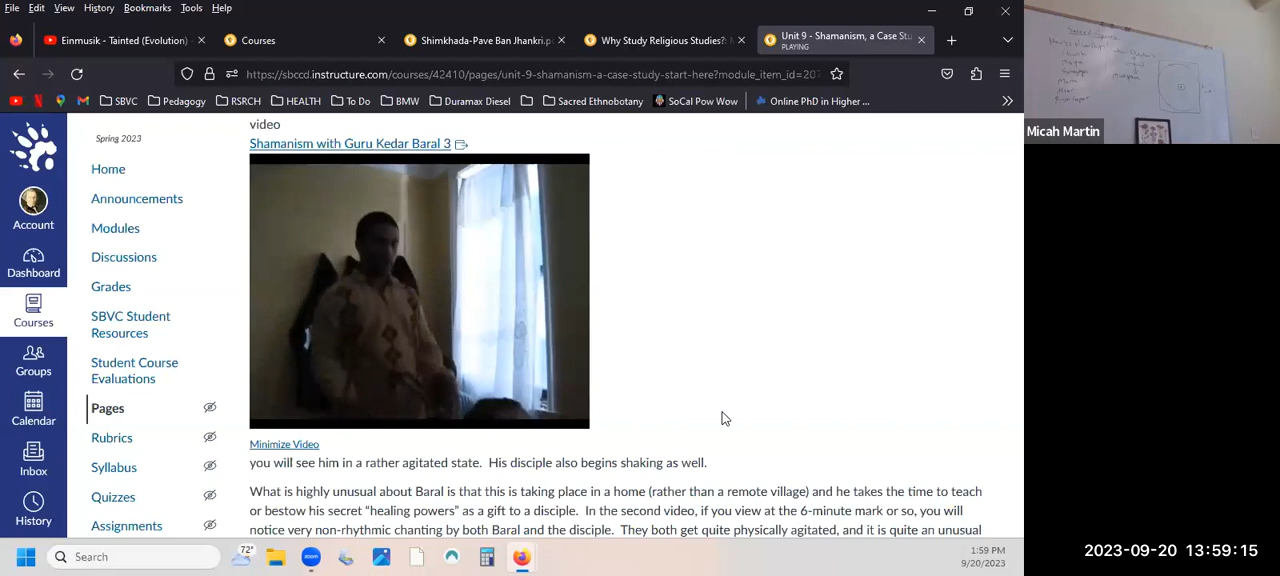 File Edit View History Bookmarks Tools Help
Einmusik - Tainted (Evolution)
Courses
Shimkhada-Pave Ban Jhankri.p
Why Study Religious Studies?: M
Unit 9 - Shamanism, a Case Stu
PLAYING
https://sbccd.instructure.com/courses/42410/pages/unit-9-shamanism-a-case-study-start-here?module_item_id=207
SBVC Pedagogy RSRCH HEALTH To Do BMW Duramax Diesel Sacred Ethnobotany SoCal Pow Wow Online PhD in Higher ...
Account
Dashboard
Courses
Groups
Calendar
Inbox
History
Spring 2023
Home
Announcements
Modules
Discussions
Grades
SBVC Student
Resources
Student Course
Evaluations
Pages
Rubrics
Syllabus
Quizzes
Assignments
video
Shamanism with Guru Kedar Baral 3
Minimize Video
you will see him in a rather agitated state. His disciple also begins shaking as well.
What is highly unusual about Baral is that this is taking place in a home (rather than a remote village) and he takes the time to teach
or bestow his secret “healing powers” as a gift to a disciple. In the second video, if you view at the 6-minute mark or so, you will
notice very non-rhythmic chanting by both Baral and the disciple. They both get quite physically agitated, and it is quite an unusual
Micah Martin
2023-09-20 13:59:15
Search
72°
zoom
1:59 PM
9/20/2023